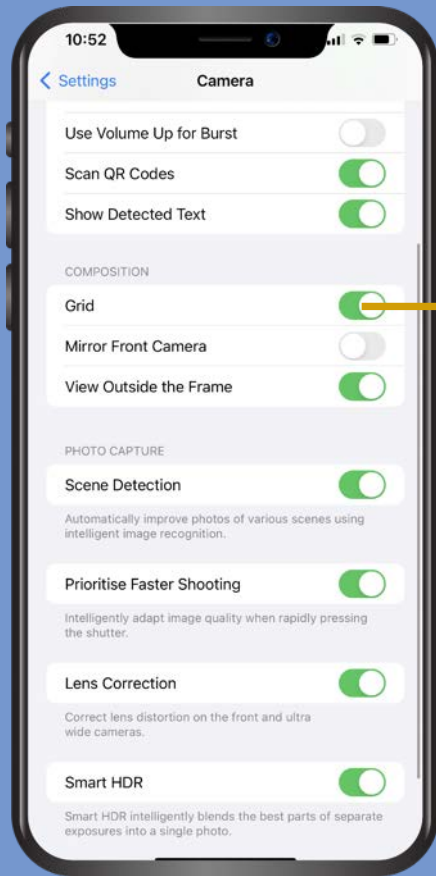 10:52
Settings
Camera
Use Volume Up for Burst
Scan QR Codes
Show Detected Text
COMPOSITION
Grid
Mirror Front Camera
View Outside the Frame
PHOTO CAPTURE
Scene Detection
Automatically improve photos of various scenes using
intelligent image recognition.
Prioritise Faster Shooting
Intelligently adapt image quality when rapidly pressing
the shutter.
Lens Correction
Correct lens distortion on the front and ultra
wide cameras.
Smart HDR
Smart HDR intelligently blends the best parts of separate
exposures into a single photo.